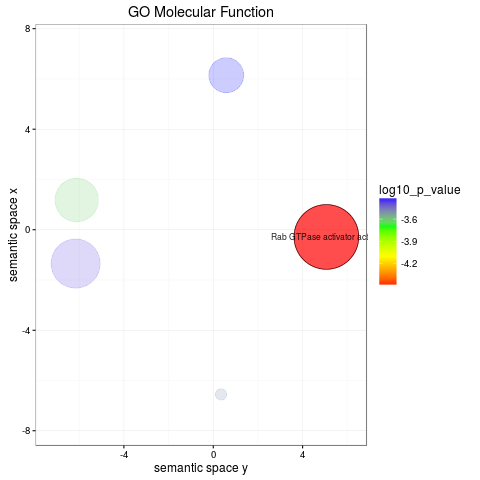 GO Molecular Function
8
4
0
-4
-8
semantic space x
Rab GTPase activator act
-4
0
4
semantic space y
log10_p_value
-3.6
-3.9
-4.2